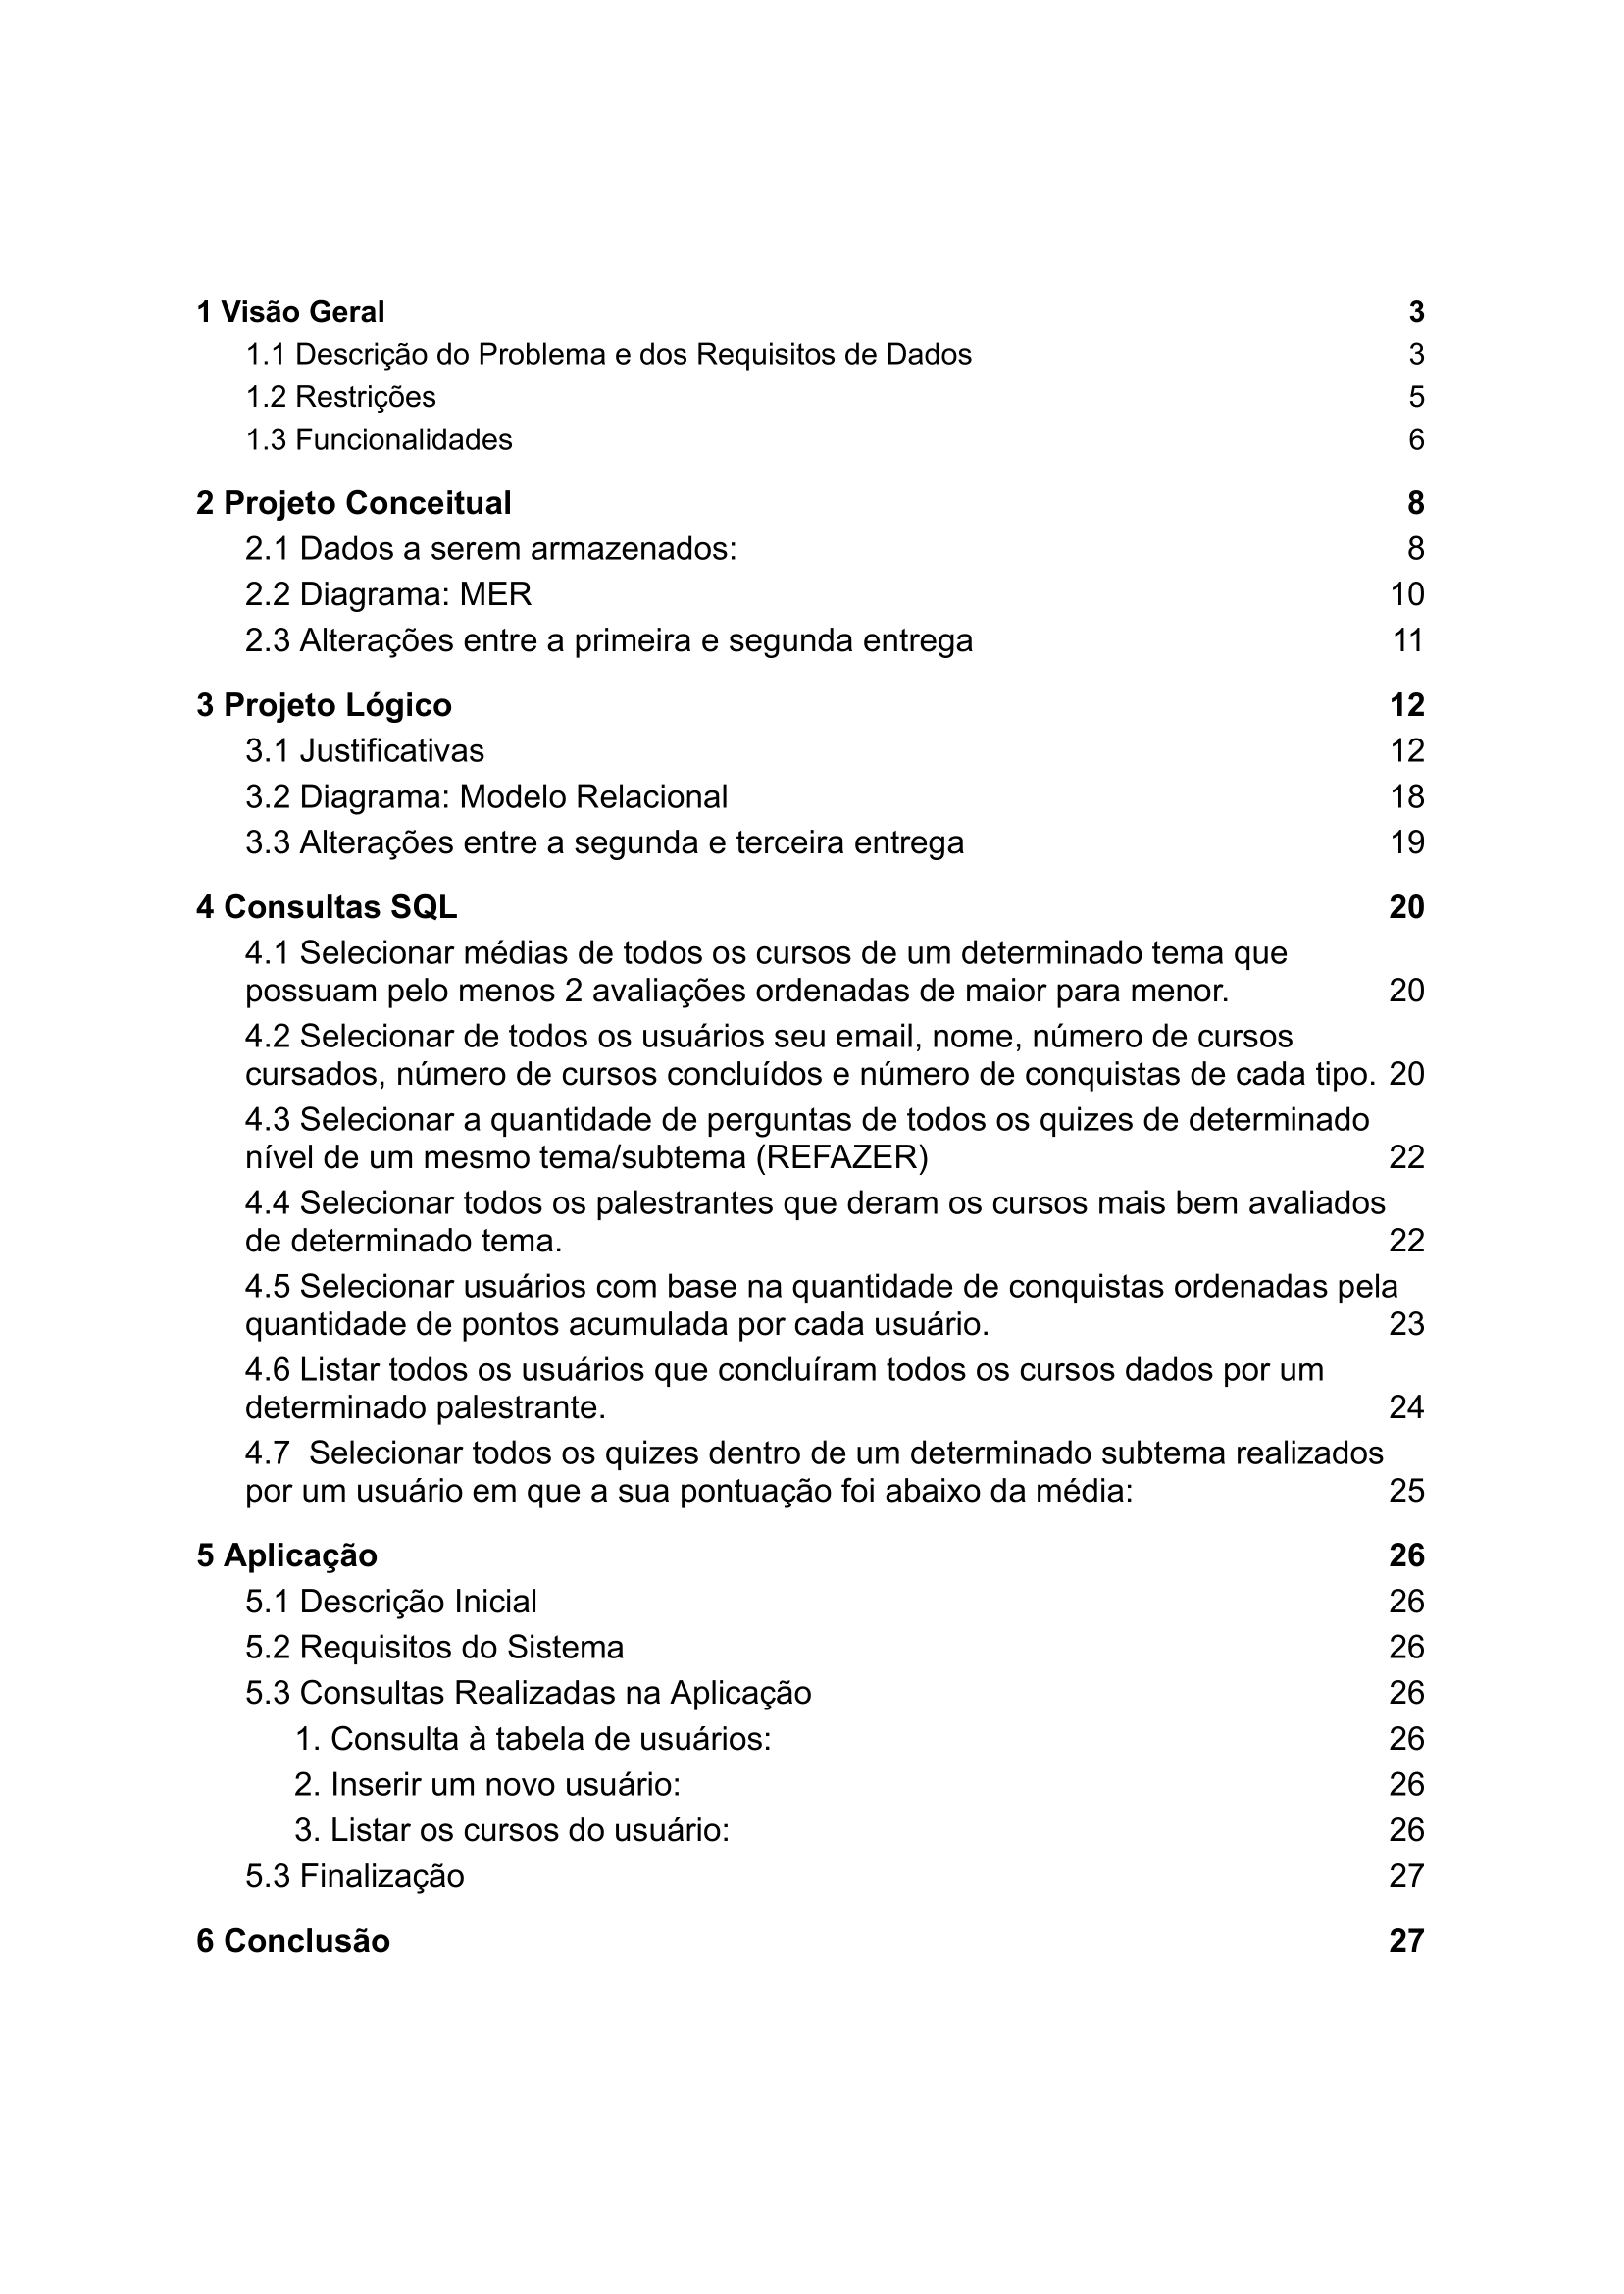 1 Visão Geral 3
1.1 Descrição do Problema e dos Requisitos de Dados 3
1.2 Restrições 5
1.3 Funcionalidades 6
2 Projeto Conceitual 8
2.1 Dados a serem armazenados: 8
2.2 Diagrama: MER 10
2.3 Alterações entre a primeira e segunda entrega 11
3 Projeto Lógico 12
3.1 Justificativas 12
3.2 Diagrama: Modelo Relacional 18
3.3 Alterações entre a segunda e terceira entrega 19
4 Consultas SQL 20
4.1 Selecionar médias de todos os cursos de um determinado tema que
possuam pelo menos 2 avaliações ordenadas de maior para menor. 20
4.2 Selecionar de todos os usuários seu email, nome, número de cursos
cursados, número de cursos concluídos e número de conquistas de cada tipo. 20
4.3 Selecionar a quantidade de perguntas de todos os quizes de determinado
nível de um mesmo tema/subtema (REFAZER) 22
4.4 Selecionar todos os palestrantes que deram os cursos mais bem avaliados
de determinado tema. 22
4.5 Selecionar usuários com base na quantidade de conquistas ordenadas pela
quantidade de pontos acumulada por cada usuário. 23
4.6 Listar todos os usuários que concluíram todos os cursos dados por um
determinado palestrante. 24
4.7  Selecionar todos os quizes dentro de um determinado subtema realizados
por um usuário em que a sua pontuação foi abaixo da média: 25
5 Aplicação 26
5.1 Descrição Inicial 26
5.2 Requisitos do Sistema 26
5.3 Consultas Realizadas na Aplicação 26
1. Consulta à tabela de usuários: 26
2. Inserir um novo usuário: 26
3. Listar os cursos do usuário: 26
5.3 Finalização 27
6 Conclusão 27